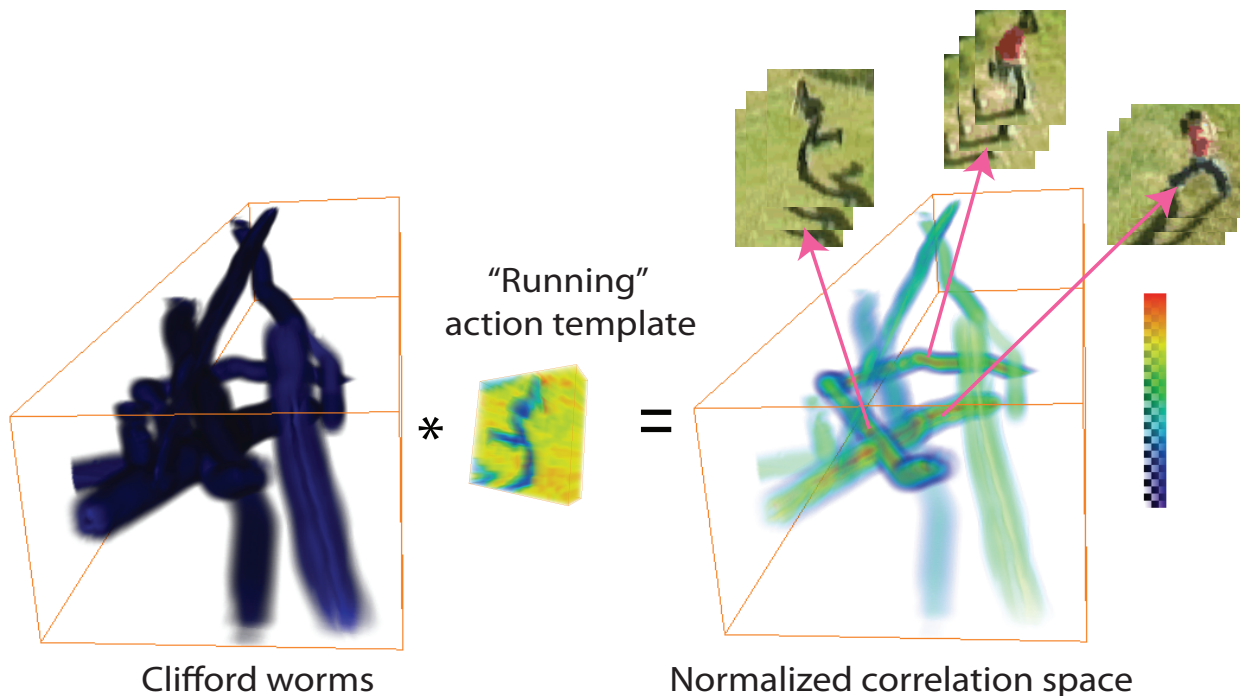 “Running”
action template
*
=
Clifford worms
Normalized correlation space